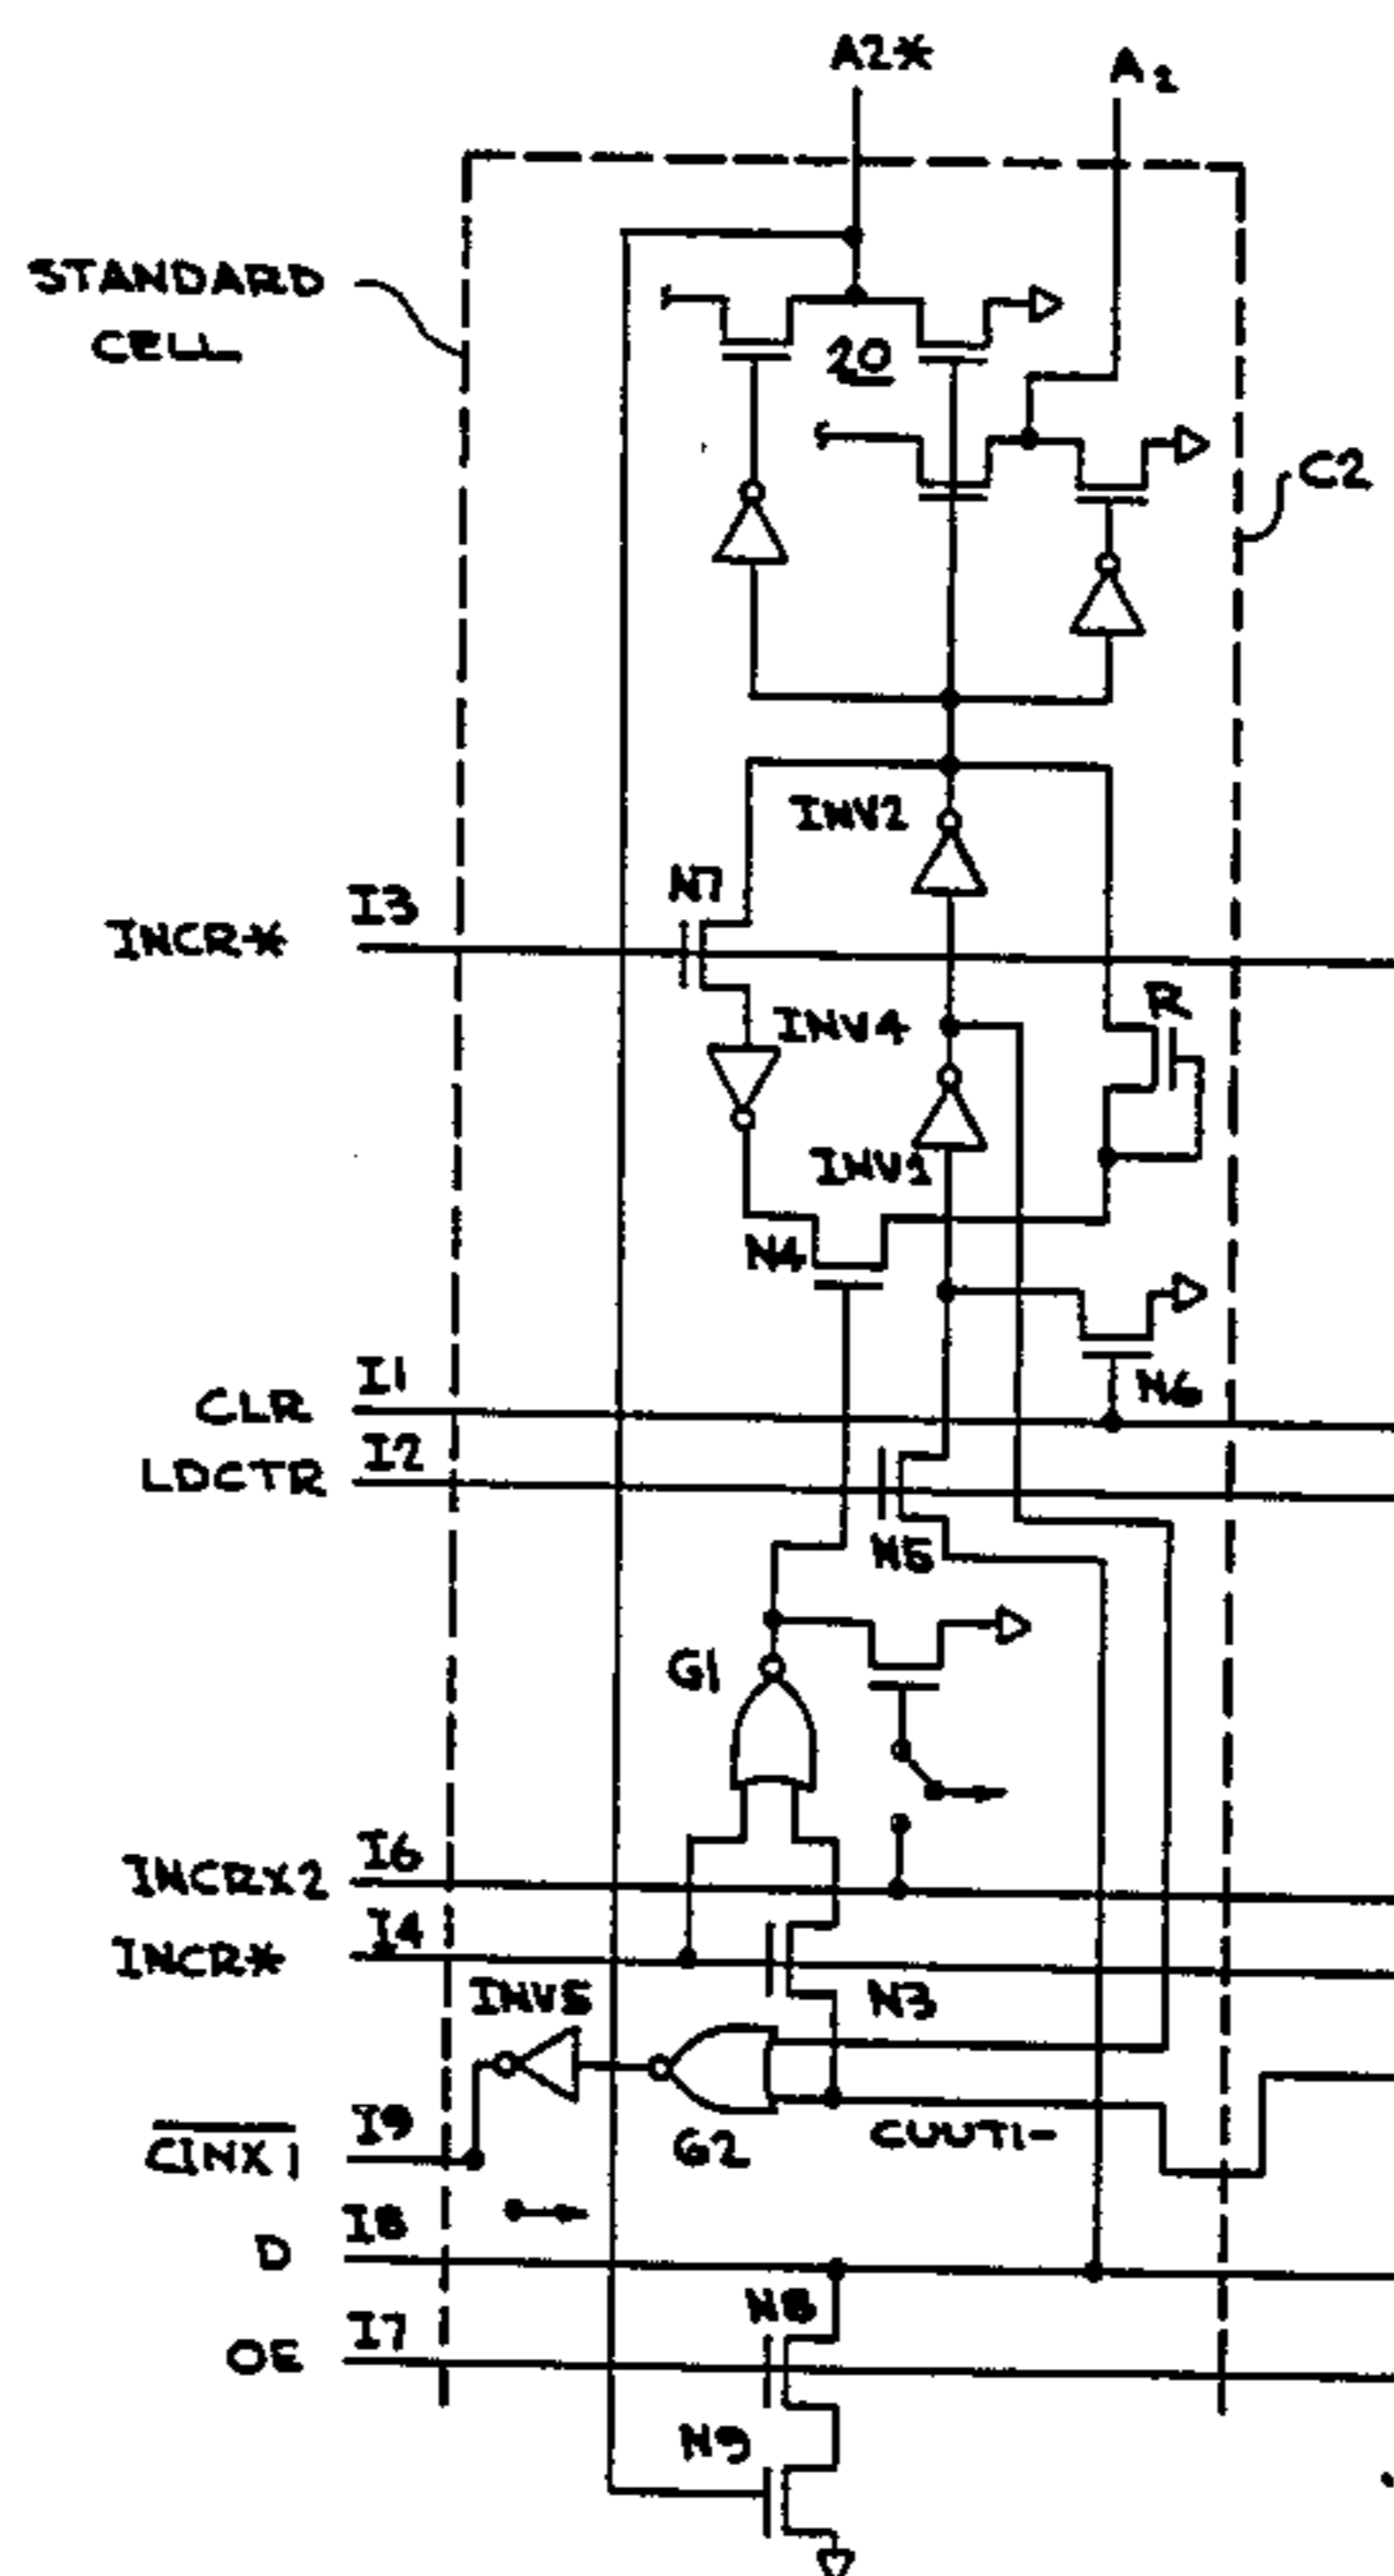 A2* A2
STANDARD
CELL
20
C2
INV2
N7
I3
INCR*
R
INV4
INV1
N4
I1
N6
CLR
I2
LDCTR
N5
G1
I6
INCRX2
I4
INCR*
INV5
N3
I9
CINX1
G2
CUUT1-
I8
D
N8
I7
OE
N9